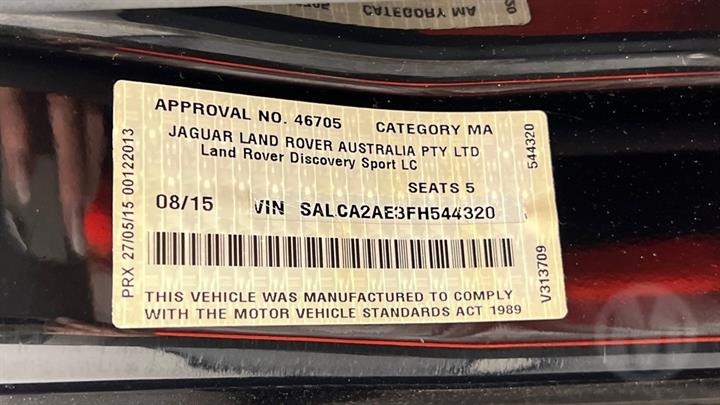 APPROVAL NO. 46705 CATEGORY MA
JAGUAR LAND ROVER AUSTRALIA PTY LTD
Land Rover Discovery Sport LC
SEATS 5
08/15 VIN SALCA2AE3FH544320
THIS VEHICLE WAS MANUFACTURED TO COMPLY
WITH THE MOTOR VEHICLE STANDARDS ACT 1989
PRX 27/05/15 00122013
544320
V313709
CATEGORY MA
M